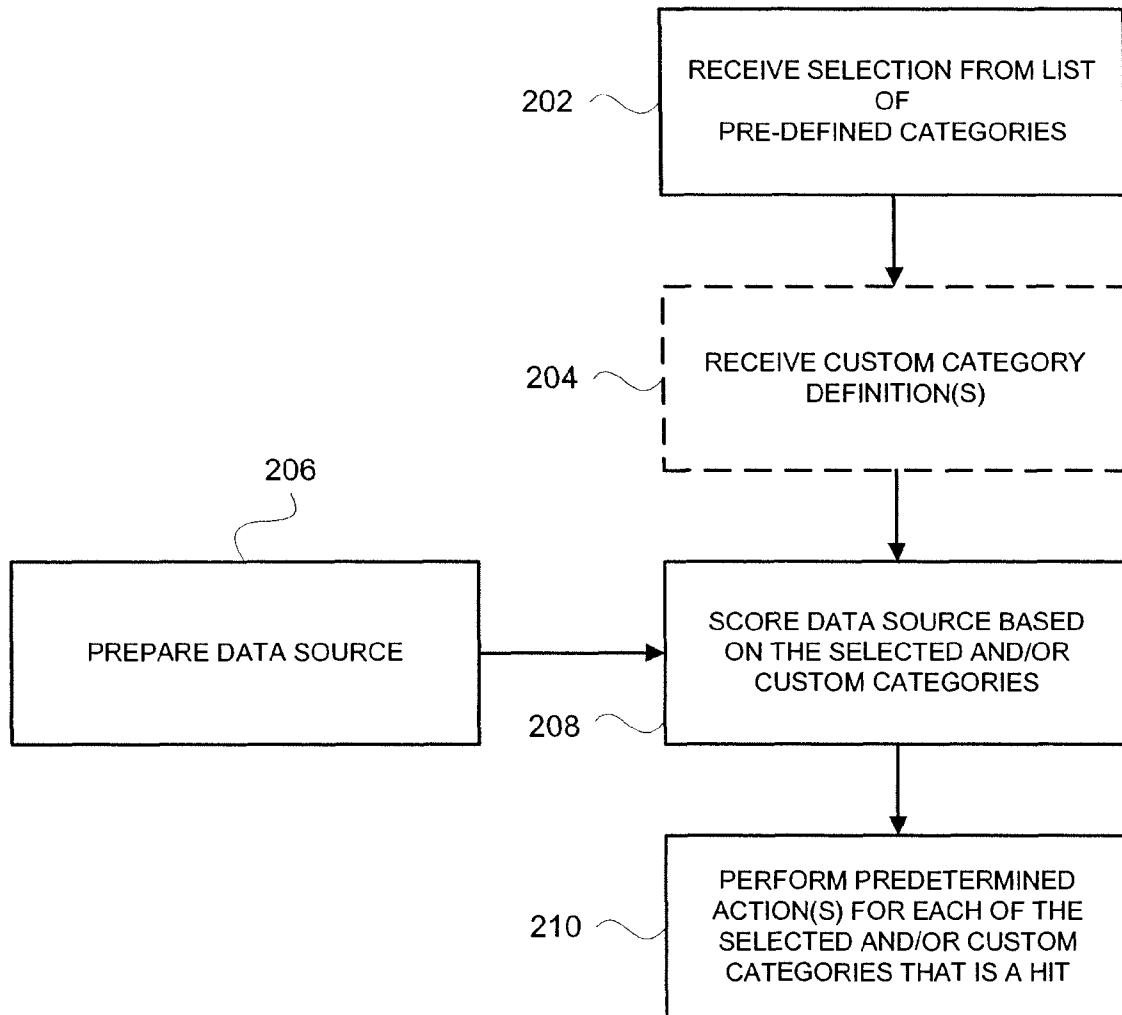 RECEIVE SELECTION FROM LIST
OF
PRE-DEFINED CATEGORIES
202
RECEIVE CUSTOM CATEGORY
DEFINITION(S)
204
206
PREPARE DATA SOURCE
SCORE DATA SOURCE BASED
ON THE SELECTED AND/OR
CUSTOM CATEGORIES
208
PERFORM PREDETERMINED
ACTION(S) FOR EACH OF THE
SELECTED AND/OR CUSTOM
CATEGORIES THAT IS A HIT
210